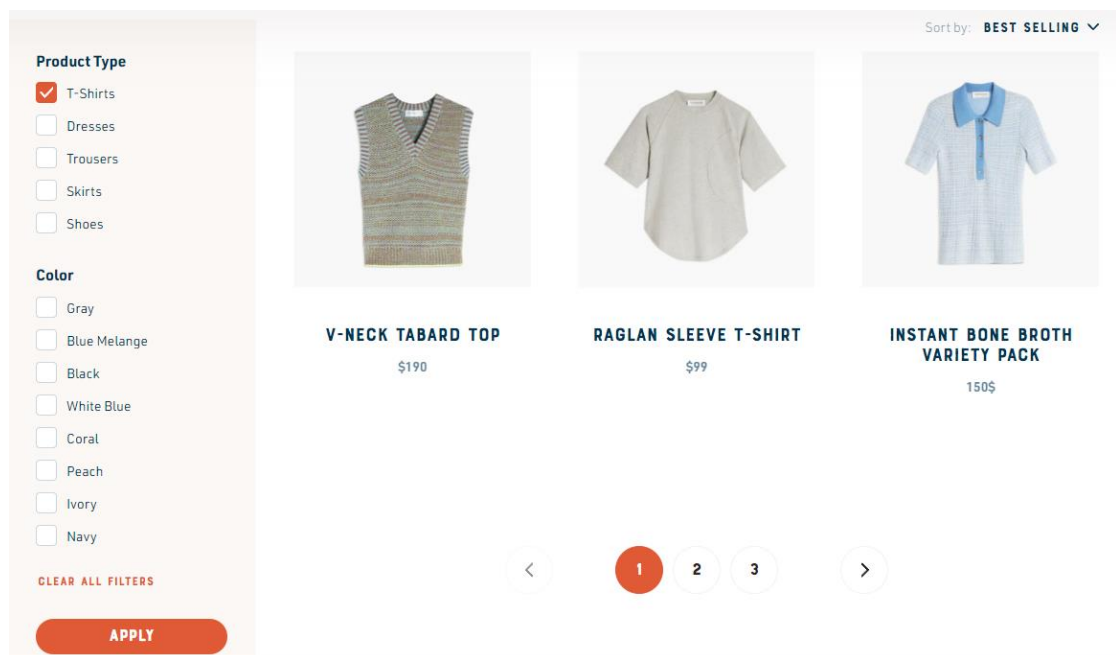 Sort by: BEST SELLING
Product Type
T-Shirts
Dresses
Trousers
Skirts
Shoes
Color
Gray
Blue Melange
Black
White Blue
Coral
Peach
Ivory
Navy
CLEAR ALL FILTERS
APPLY
V-NECK TABARD TOP
$190
RAGLAN SLEEVE T-SHIRT
$99
INSTANT BONE BROTH
VARIETY PACK
150$
1
2
3